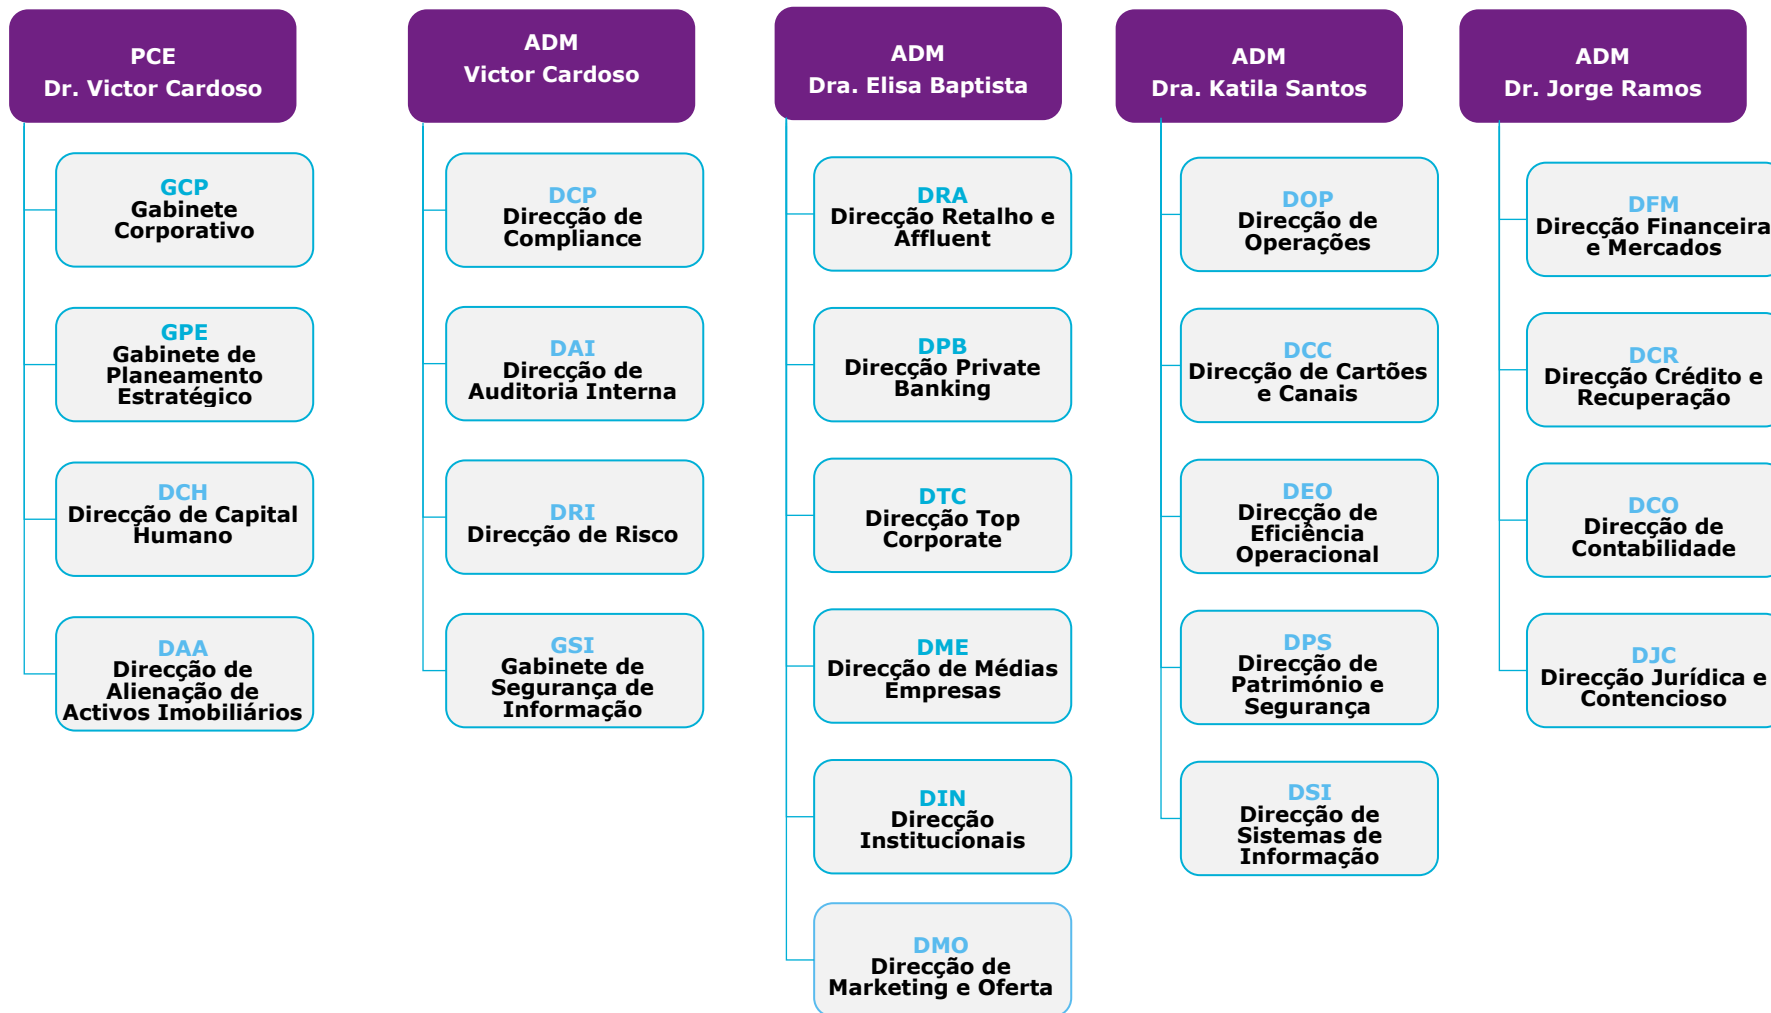 PCE
Dr. Victor Cardoso
GCP
Gabinete
Corporativo
GPE
Gabinete de
Planeamento
Estratégico
DCH
Direcção de Capital
Humano
DAA
Direcção de
Alienação de
Activos Imobiliários
ADM
Victor Cardoso
DCP
Direcção de
Compliance
DAI
Direcção de
Auditoria Interna
DRI
Direcção de Risco
GSI
Gabinete de
Segurança de
Informação
ADM
Dra. Elisa Baptista
DRA
Direcção Retalho e
Affluent
DPB
Direcção Private
Banking
DTC
Direcção Top
Corporate
DME
Direcção de Médias
Empresas
DIN
Direcção
Institucionais
DMO
Direcção de
Marketing e Oferta
ADM
Dra. Katila Santos
DOP
Direcção de
Operações
DCC
Direcção de Cartões
e Canais
DEO
Direcção de
Eficiência
Operacional
DPS
Direcção de
Património e
Segurança
DSI
Direcção de
Sistemas de
Informação
ADM
Dr. Jorge Ramos
DFM
Direcção Financeira
e Mercados
DCR
Direcção Crédito e
Recuperação
DCO
Direcção de
Contabilidade
DJC
Direcção Jurídica e
Contencioso